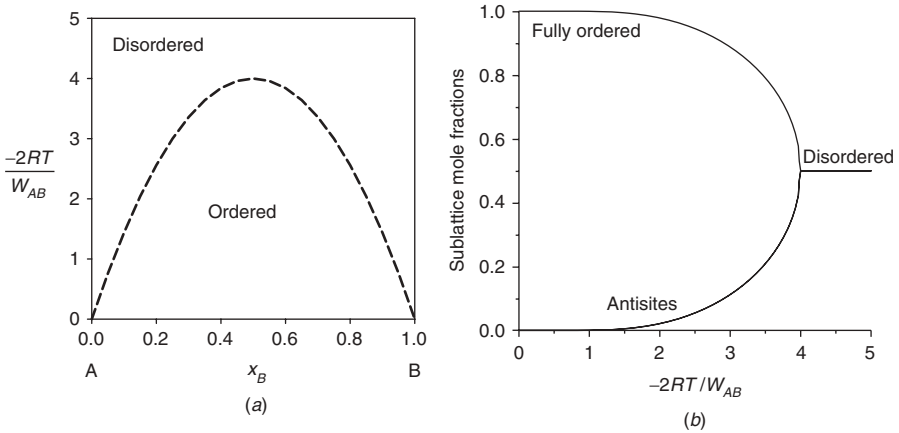 5
Disordered
4
3
−2RT
W_AB
2
Ordered
1
0
0.0 0.2 0.4 0.6 0.8 1.0
A x_B B
(a)
1.0
Fully ordered
0.8
0.6
Disordered
Sublattice mole fractions
0.4
0.2
Antisites
0.0
0 1 2 3 4 5
−2RT/W_AB
(b)